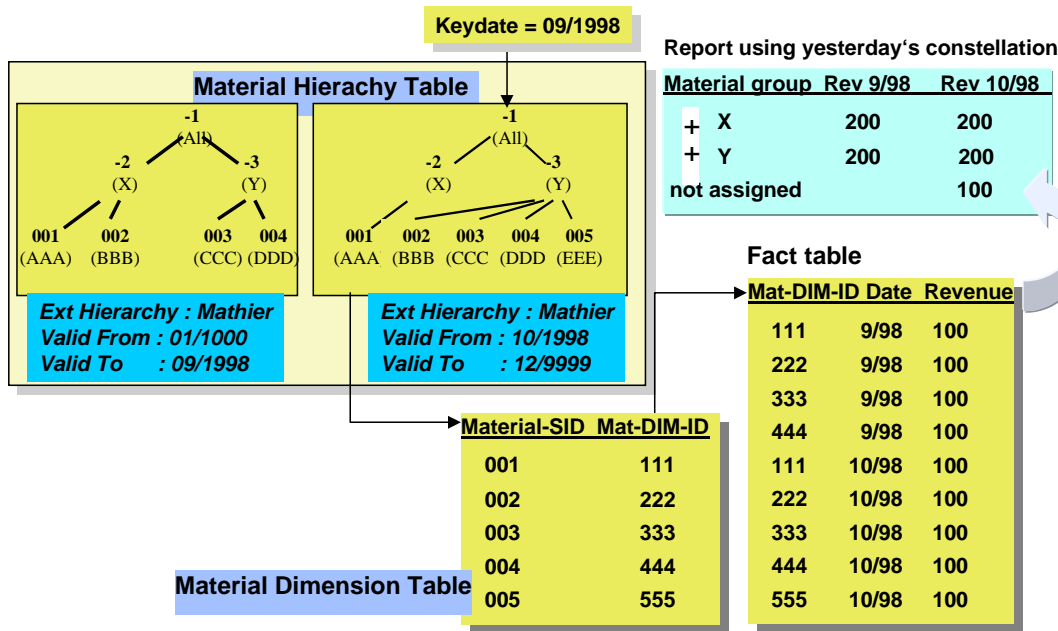 Keydate = 09/1998
Material Hierachy Table
-1
(All)
-2 -3
(X) (Y)
001 002 003 004
(AAA) (BBB) (CCC) (DDD)
Ext Hierarchy : Mathier
Valid From : 01/1000
Valid To : 09/1998
-1
(All)
-2 -3
(X) (Y)
001 002 003 004 005
(AAA (BBB (CCC (DDD (EEE)
Ext Hierarchy : Mathier
Valid From : 10/1998
Valid To : 12/9999
Report using yesterday‘s constellation
Material group Rev 9/98 Rev 10/98
+ X 200 200
+ Y 200 200
not assigned 100
Material Dimension Table
Material-SID Mat-DIM-ID
001 111
002 222
003 333
004 444
005 555
Fact table
Mat-DIM-ID Date Revenue
111 9/98 100
222 9/98 100
333 9/98 100
444 9/98 100
111 10/98 100
222 10/98 100
333 10/98 100
444 10/98 100
555 10/98 100